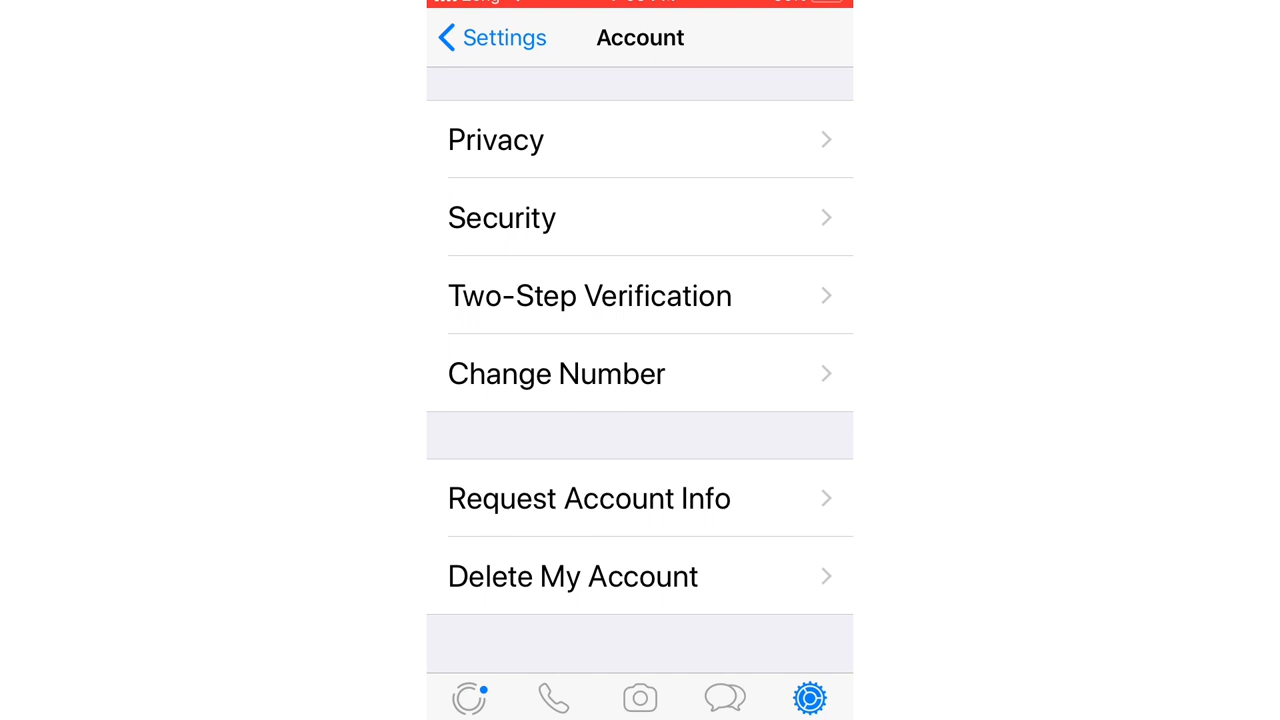 Settings
Account
Privacy
Security
Two-Step Verification
Change Number
Request Account Info
Delete My Account